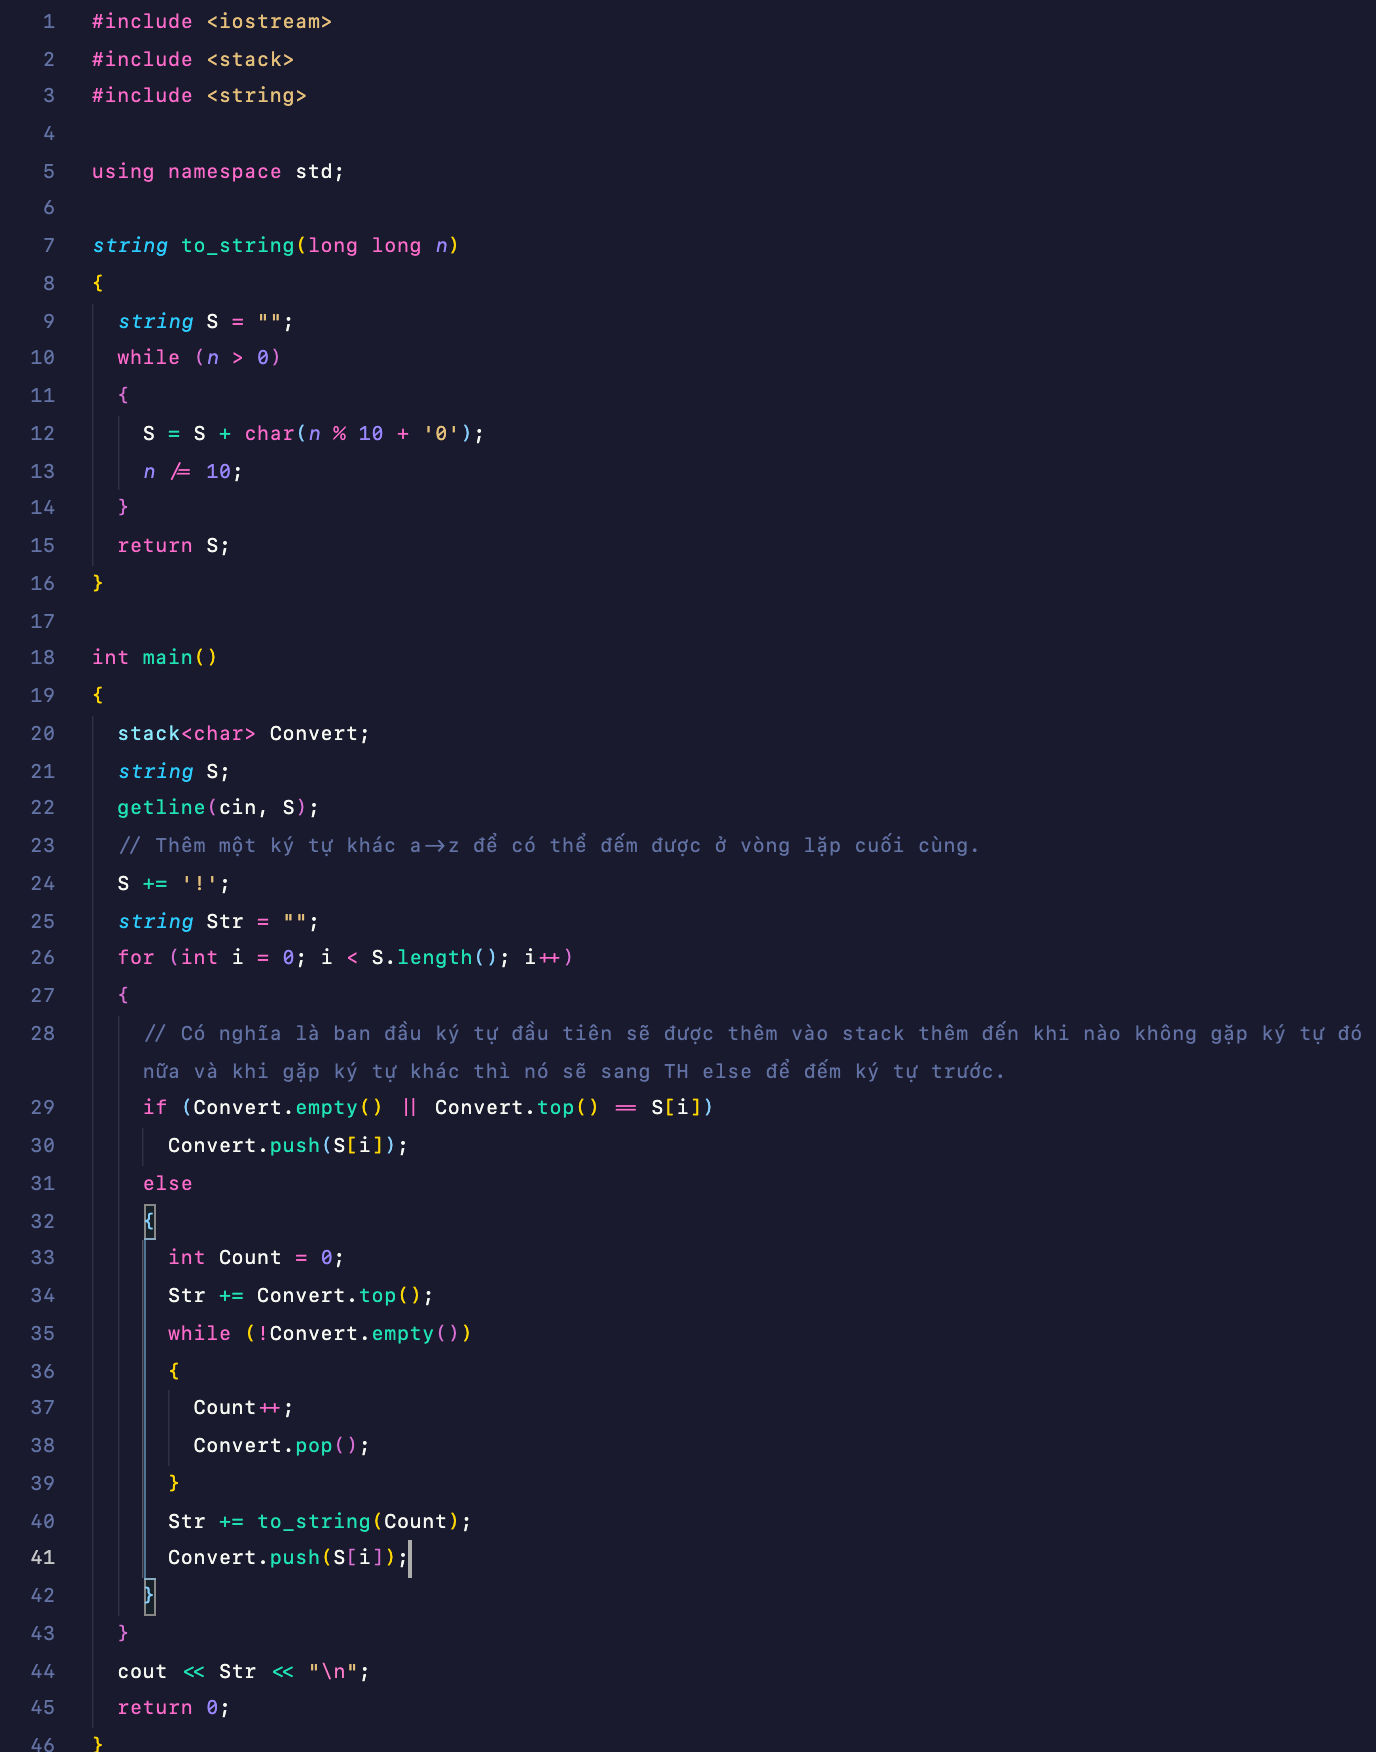 1 #include <iostream>
2 #include <stack>
3 #include <string>
4
5 using namespace std;
6
7 string to_string(long long n)
8 {
9 string S = "";
10 while (n > 0)
11 {
12 S = S + char(n % 10 + '0');
13 n /= 10;
14 }
15 return S;
16 }
17
18 int main()
19 {
20 stack<char> Convert;
21 string S;
22 getline(cin, S);
23 // Thêm một ký tự khác a->z để có thể đếm được ở vòng lặp cuối cùng.
24 S += '!';
25 string Str = "";
26 for (int i = 0; i < S.length(); i++)
27 {
28 // Có nghĩa là ban đầu ký tự đầu tiên sẽ được thêm vào stack thêm đến khi nào không gặp ký tự đó
nữa và khi gặp ký tự khác thì nó sẽ sang TH else để đếm ký tự trước.
29 if (Convert.empty() || Convert.top() == S[i])
30 Convert.push(S[i]);
31 else
32 {
33 int Count = 0;
34 Str += Convert.top();
35 while (!Convert.empty())
36 {
37 Count++;
38 Convert.pop();
39 }
40 Str += to_string(Count);
41 Convert.push(S[i]);
42 }
43 }
44 cout << Str << "\n";
45 return 0;
46 }